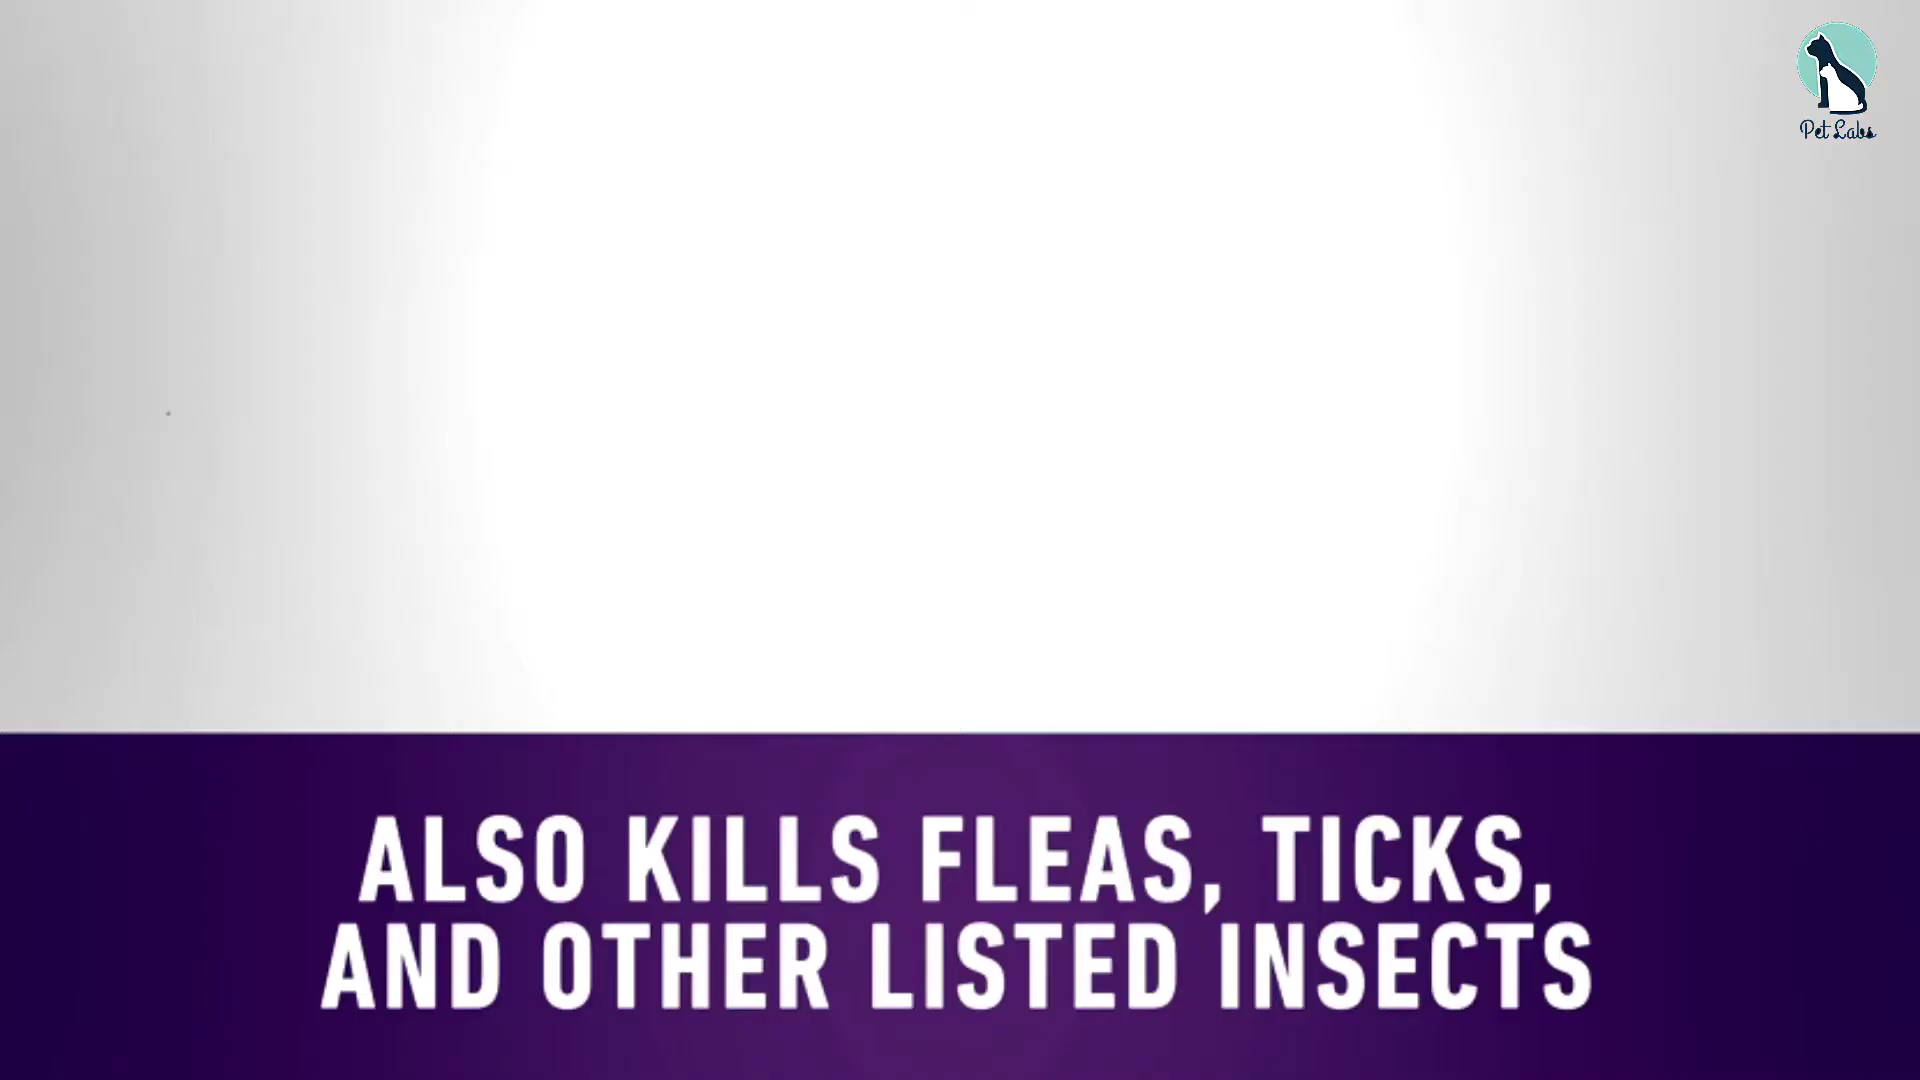 Pet Labs
ALSO KILLS FLEAS, TICKS,
AND OTHER LISTED INSECTS